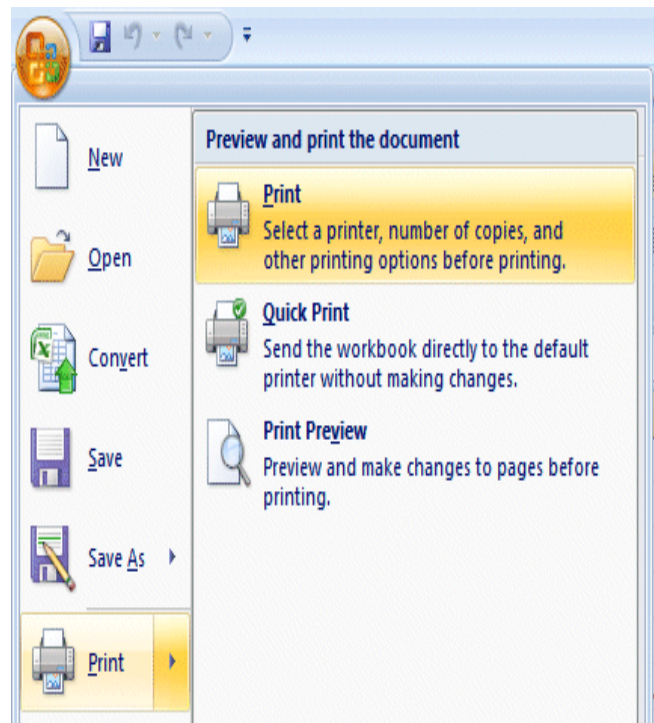 New
Open
Convert
Save
Save As
Print
Preview and print the document
Print
Select a printer, number of copies, and
other printing options before printing.
Quick Print
Send the workbook directly to the default
printer without making changes.
Print Preview
Preview and make changes to pages before
printing.